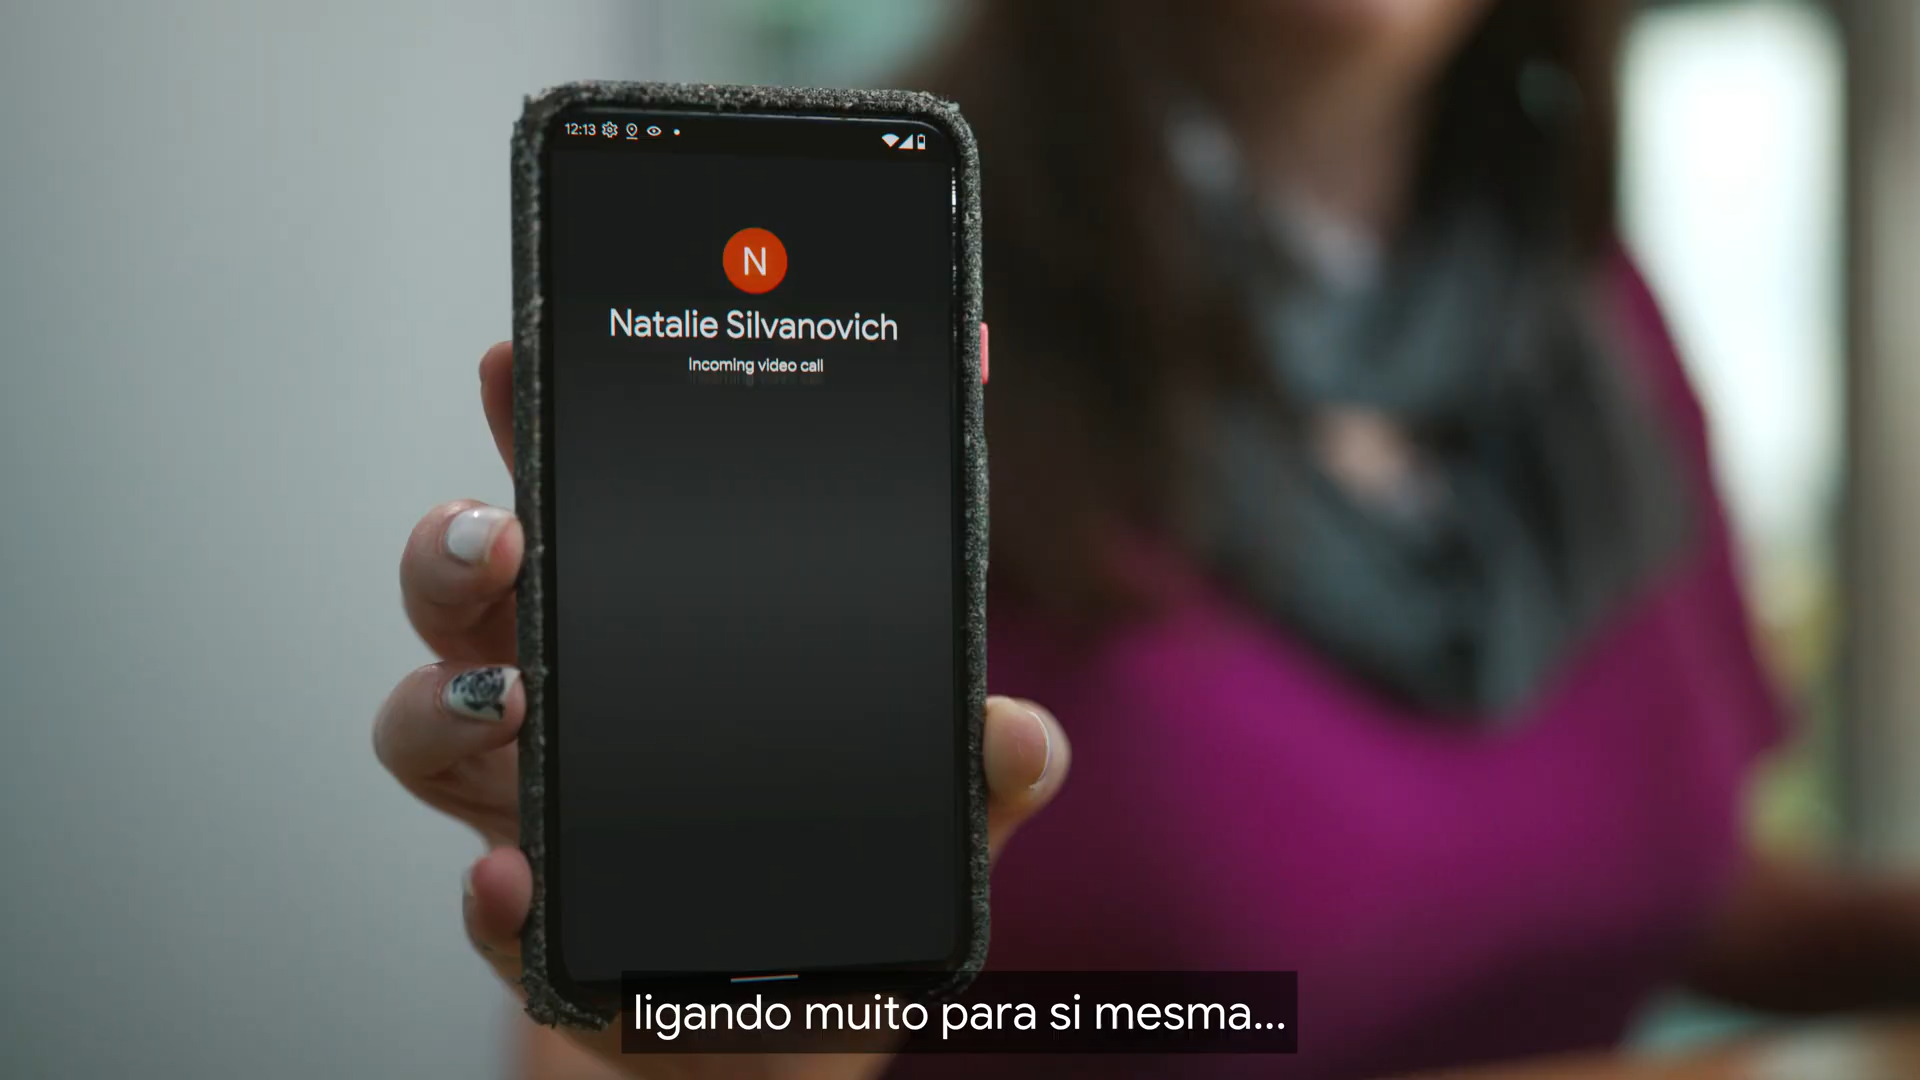 12:13
N
Natalie Silvanovich
Incoming video call
ligando muito para si mesma...